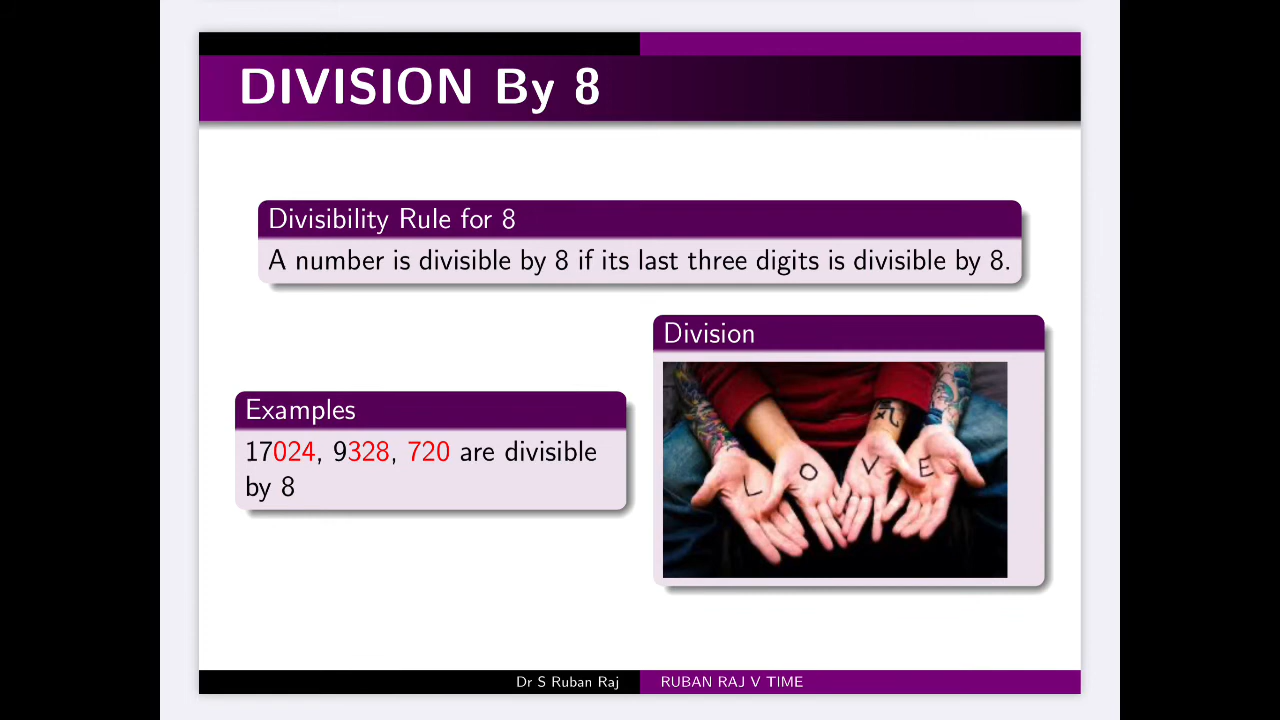 DIVISION By 8
Divisibility Rule for 8
A number is divisible by 8 if its last three digits is divisible by 8.
Examples
17024, 9328, 720 are divisible
by 8
Division
L O V E
Dr S Ruban Raj
RUBAN RAJ V TIME